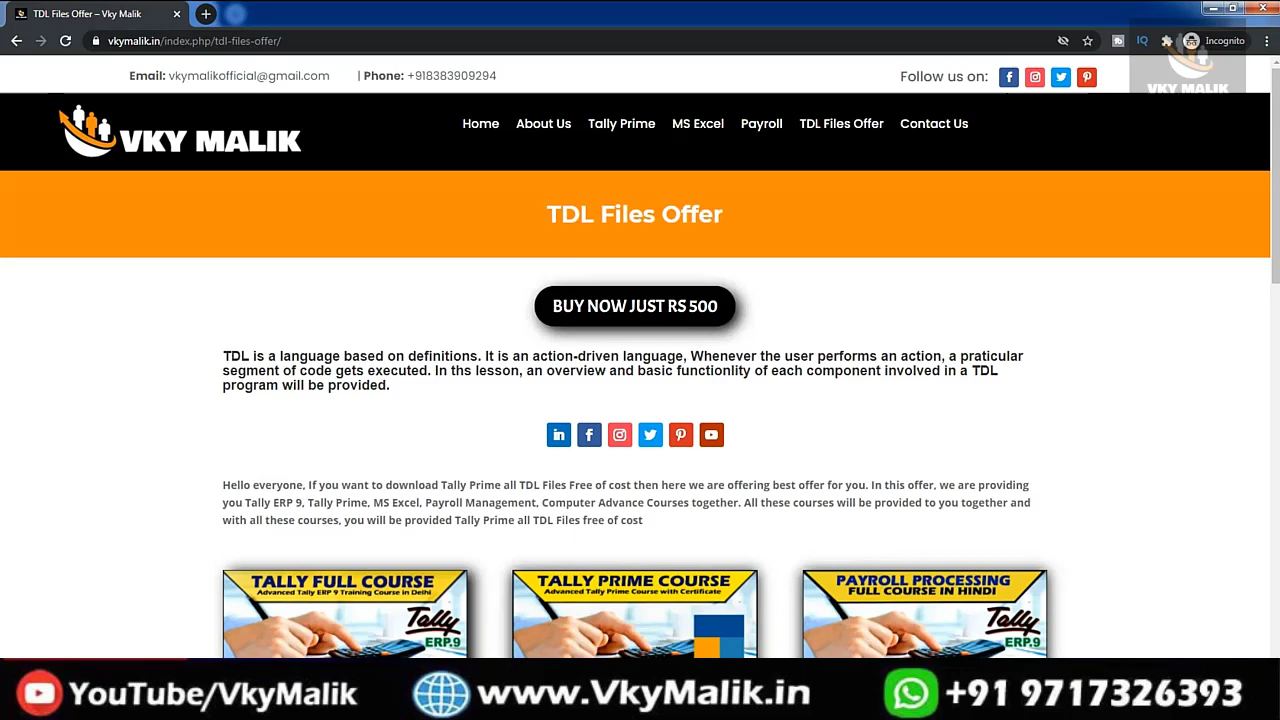 TDL Files Offer – Vky Malik
vkymalik.in/index.php/tdl-files-offer/
IQ
Incognito
Email: vkymalikofficial@gmail.com | Phone: +918383909294
Follow us on:
VKY MALIK
VKY MALIK
Home About Us Tally Prime MS Excel Payroll TDL Files Offer Contact Us
TDL Files Offer
BUY NOW JUST RS 500
TDL is a language based on definitions. It is an action-driven language, Whenever the user performs an action, a praticular
segment of code gets executed. In ths lesson, an overview and basic functionlity of each component involved in a TDL
program will be provided.
Hello everyone, If you want to download Tally Prime all TDL Files Free of cost then here we are offering best offer for you. In this offer, we are providing
you Tally ERP 9, Tally Prime, MS Excel, Payroll Management, Computer Advance Courses together. All these courses will be provided to you together and
with all these courses, you will be provided Tally Prime all TDL Files free of cost
TALLY FULL COURSE
Advanced Tally ERP 9 Training Course in Delhi
Tally
ERP.9
TALLY PRIME COURSE
Advanced Tally Prime Course with Certificate
PAYROLL PROCESSING
FULL COURSE IN HINDI
Tally
ERP.9
YouTube/VkyMalik
www.VkyMalik.in
+91 9717326393